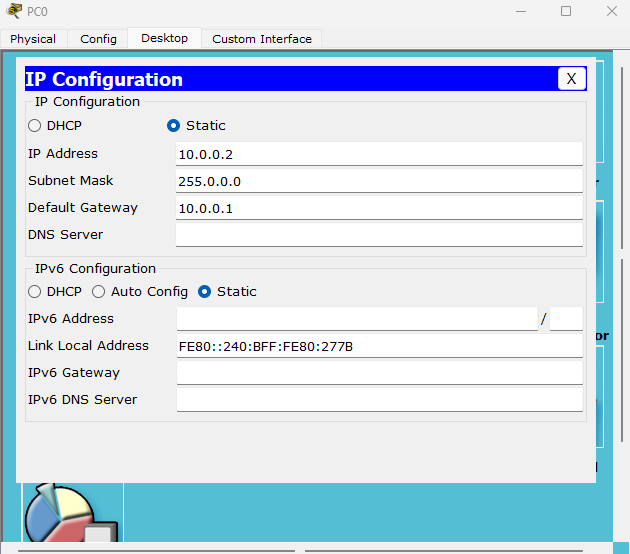 PC0
Physical Config Desktop Custom Interface
IP Configuration X
IP Configuration
DHCP Static
IP Address 10.0.0.2
Subnet Mask 255.0.0.0
Default Gateway 10.0.0.1
DNS Server
IPv6 Configuration
DHCP Auto Config Static
IPv6 Address /
Link Local Address FE80::240:BFF:FE80:277B
IPv6 Gateway
or
IPv6 DNS Server